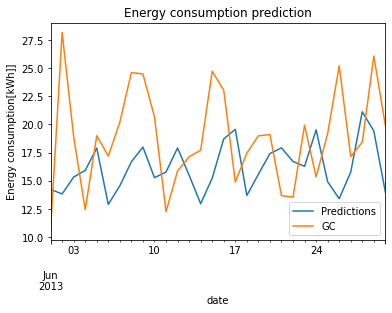 Energy consumption prediction
Energy consumption[kWh]]
27.5
25.0
22.5
20.0
17.5
15.0
12.5
10.0
03
10
17
24
Jun
2013
date
Predictions
GC